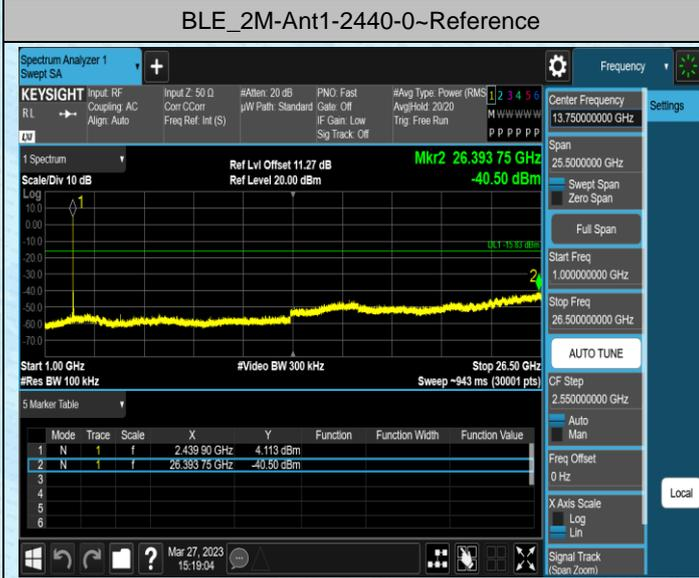 BLE_2M-Ant1-2440-0~Reference
Spectrum Analyzer 1
Swept SA
Frequency
KEYSIGHT
RL
Input: RF
Coupling: AC
Align: Auto
Input Z: 50 Ω
Corr CCorr
Freq Ref: Int (S)
#Atten: 20 dB
µW Path: Standard
PNO: Fast
Gate: Off
IF Gain: Low
Sig Track: Off
#Avg Type: Power (RMS
Avg|Hold: 20/20
Trig: Free Run
1 2 3 4 5 6
M W W W W W
P P P P P P
LXI
1 Spectrum
Scale/Div 10 dB
Ref Lvl Offset 11.27 dB
Ref Level 20.00 dBm
Mkr2 26.393 75 GHz
-40.50 dBm
Log
10.0
0.00
-10.0
-20.0
-30.0
-40.0
-50.0
-60.0
-70.0
1
DL1 -15.83 dBm
2
Start 1.00 GHz
#Res BW 100 kHz
#Video BW 300 kHz
Stop 26.50 GHz
Sweep ~943 ms (30001 pts)
5 Marker Table
Mode Trace Scale X Y Function Function Width Function Value
1 N 1 f 2.439 90 GHz 4.113 dBm
2 N 1 f 26.393 75 GHz -40.50 dBm
3
4
5
6
Mar 27, 2023
15:19:04
Center Frequency
13.750000000 GHz
Settings
Span
25.5000000 GHz
Swept Span
Zero Span
Full Span
Start Freq
1.000000000 GHz
Stop Freq
26.500000000 GHz
AUTO TUNE
CF Step
2.550000000 GHz
Auto
Man
Freq Offset
0 Hz
X Axis Scale
Log
Lin
Local
Signal Track
(Span Zoom)